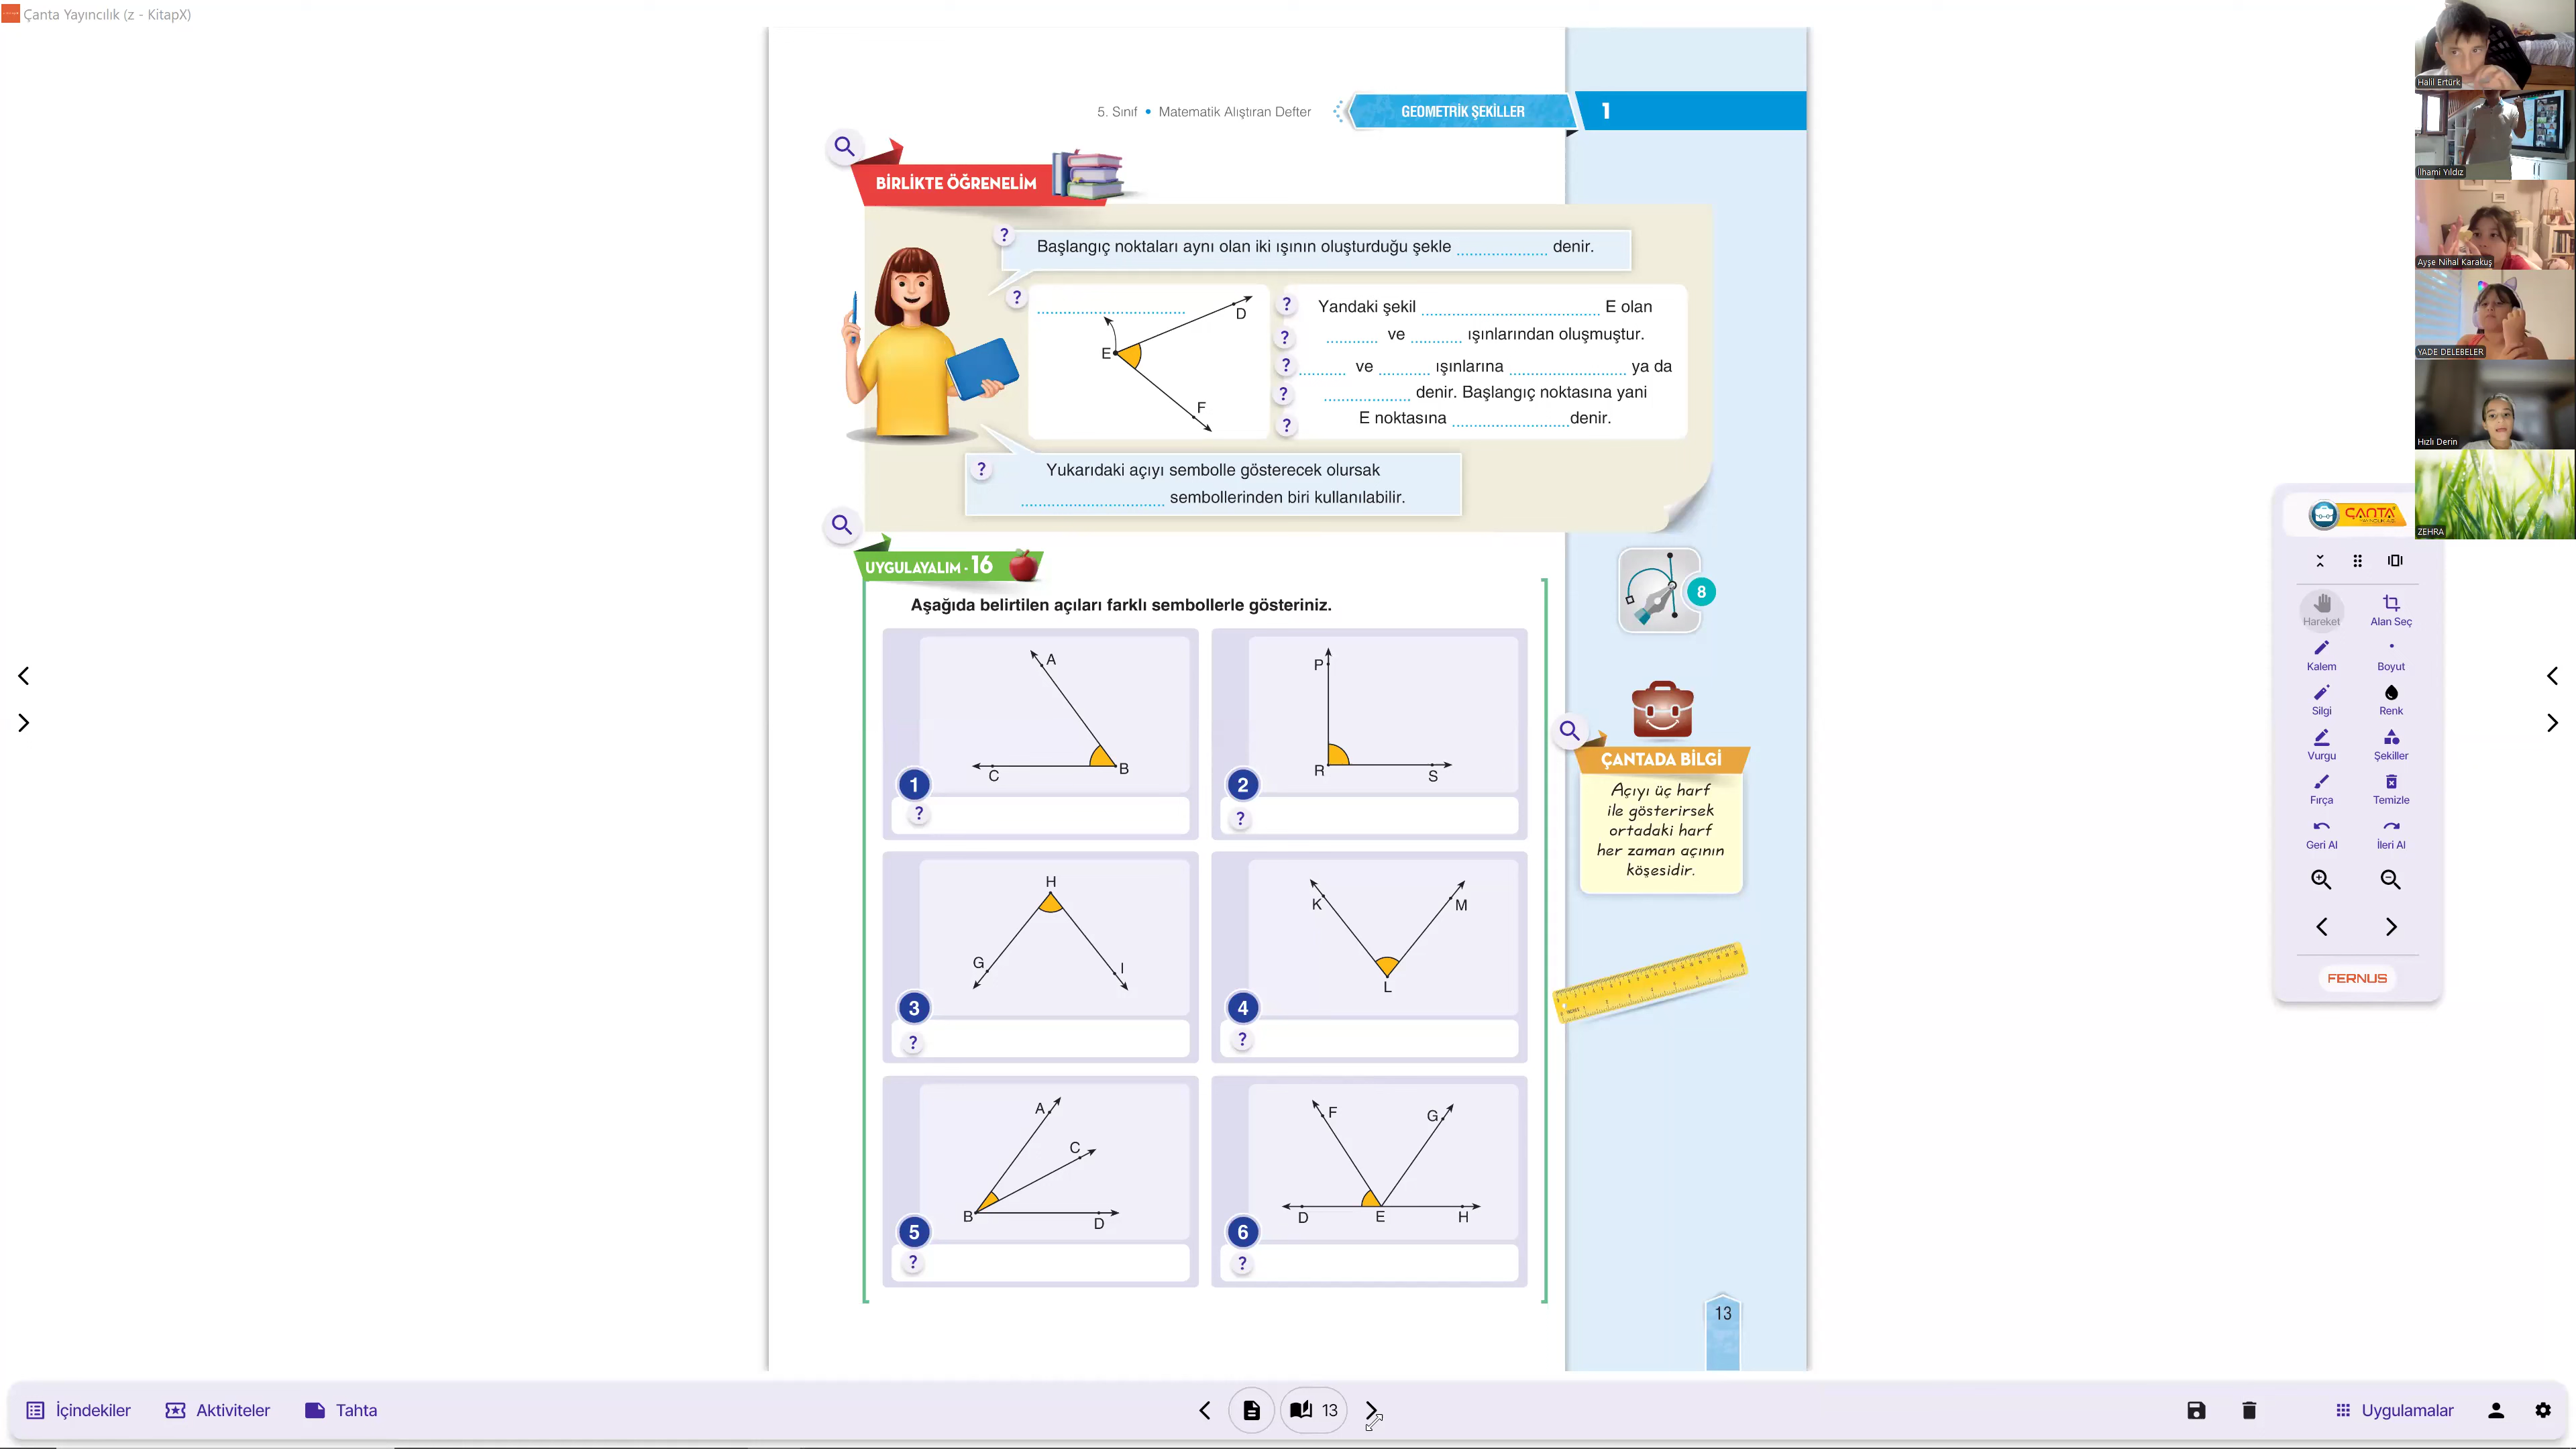 Çanta Yayıncılık (z - KitapX)
5. Sınıf • Matematik Alıştıran Defter
GEOMETRİK ŞEKİLLER
1
BİRLİKTE ÖĞRENELİM
? Başlangıç noktaları aynı olan iki ışının oluşturduğu şekle ........................ denir.
?
D
E
F
? Yandaki şekil ........................ E olan
? ............ ve ............ ışınlarından oluşmuştur.
? ............ ve ............ ışınlarına ........................ ya da
? ........................ denir. Başlangıç noktasına yani
? E noktasına ........................ denir.
? Yukarıdaki açıyı sembolle gösterecek olursak
........................ sembollerinden biri kullanılabilir.
UYGULAYALIM - 16
Aşağıda belirtilen açıları farklı sembollerle gösteriniz.
A
C
B
1
?
P
R
S
2
?
H
G
I
3
?
K
M
L
4
?
A
C
B
D
5
?
F
G
D
E
H
6
?
8
ÇANTADA BİLGİ
Açıyı üç harf
ile gösterirsek
ortadaki harf
her zaman açının
köşesidir.
13
Halil Ertürk
İlhami Yıldız
Ayşe Nihal Karakuş
YADE DELEBELER
Hızlı Derin
ZEHRA
ÇANTA
Hareket
Alan Seç
Kalem
Boyut
Silgi
Renk
Vurgu
Şekiller
Fırça
Temizle
Geri Al
İleri Al
FERNUS
İçindekiler
Aktiviteler
Tahta
13
Uygulamalar